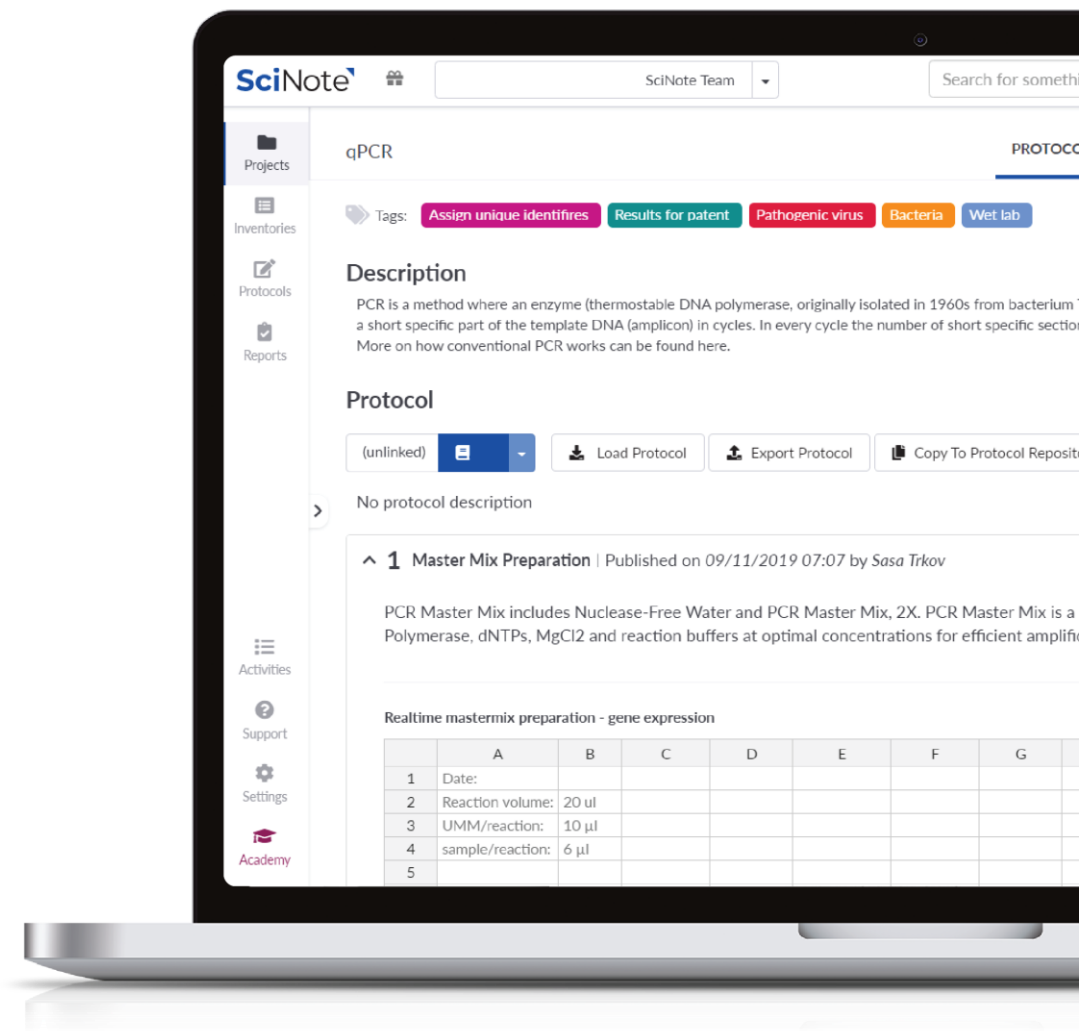 SciNote
SciNote Team
Search for someth
Projects
qPCR
PROTOCO
Inventories
Tags: Assign unique identifires Results for patent Pathogenic virus Bacteria Wet lab
Protocols
Description
PCR is a method where an enzyme (thermostable DNA polymerase, originally isolated in 1960s from bacterium
a short specific part of the template DNA (amplicon) in cycles. In every cycle the number of short specific section
More on how conventional PCR works can be found here.
Reports
Protocol
(unlinked) Load Protocol Export Protocol Copy To Protocol Reposit
No protocol description
1 Master Mix Preparation | Published on 09/11/2019 07:07 by Sasa Trkov
PCR Master Mix includes Nuclease-Free Water and PCR Master Mix, 2X. PCR Master Mix is a
Polymerase, dNTPs, MgCl2 and reaction buffers at optimal concentrations for efficient amplific
Activities
Support
Settings
Academy
Realtime mastermix preparation - gene expression
A B C D E F G
1 Date:
2 Reaction volume: 20 ul
3 UMM/reaction: 10 µl
4 sample/reaction: 6 µl
5